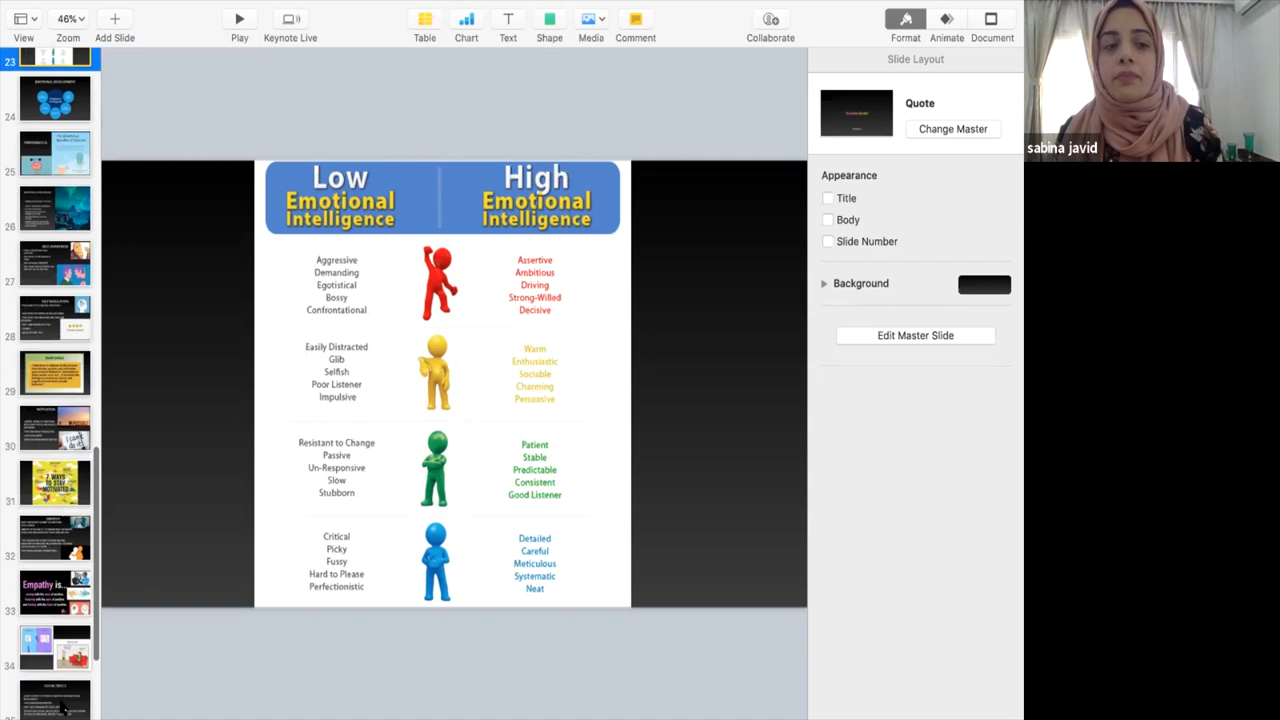 View
46%
Zoom
Add Slide
Play
Keynote Live
Table
Chart
Text
Shape
Media
Comment
Collaborate
Format
Animate
Document
Slide Layout
Quote
Change Master
Appearance
Title
Body
Slide Number
Background
Edit Master Slide
sabina javid
23
24
25
26
27
28
29
30
31
32
33
34
7 WAYS
TO STAY
MOTIVATED
Empathy is...
Low
Emotional
Intelligence
High
Emotional
Intelligence
Aggressive
Demanding
Egotistical
Bossy
Confrontational
Assertive
Ambitious
Driving
Strong-Willed
Decisive
Easily Distracted
Glib
Selfish
Poor Listener
Impulsive
Warm
Enthusiastic
Sociable
Charming
Persuasive
Resistant to Change
Passive
Un-Responsive
Slow
Stubborn
Patient
Stable
Predictable
Consistent
Good Listener
Critical
Picky
Fussy
Hard to Please
Perfectionistic
Detailed
Careful
Meticulous
Systematic
Neat